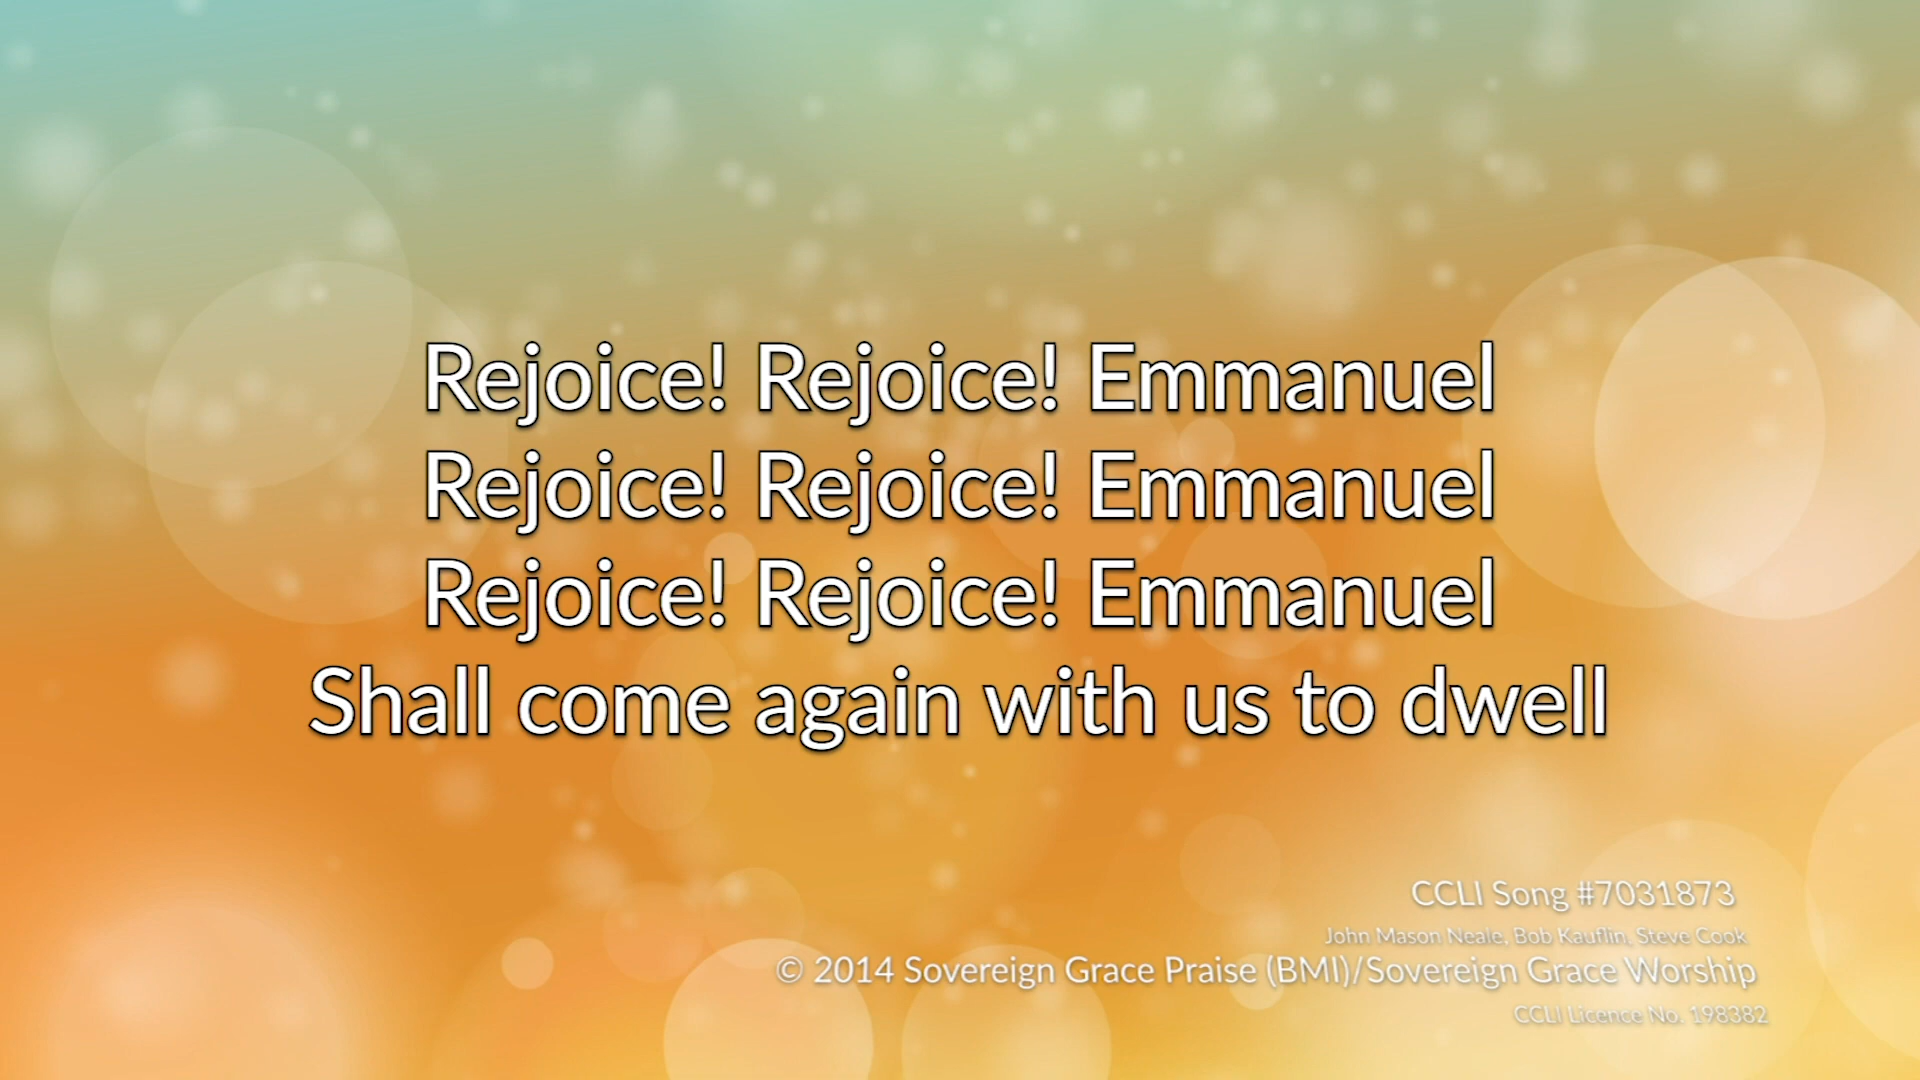 Rejoice! Rejoice! Emmanuel
Rejoice! Rejoice! Emmanuel
Rejoice! Rejoice! Emmanuel
Shall come again with us to dwell
CCLI Song #7031873
John Mason Neale, Bob Kauflin, Steve Cook
© 2014 Sovereign Grace Praise (BMI)/Sovereign Grace Worship
CCLI Licence No. 198382